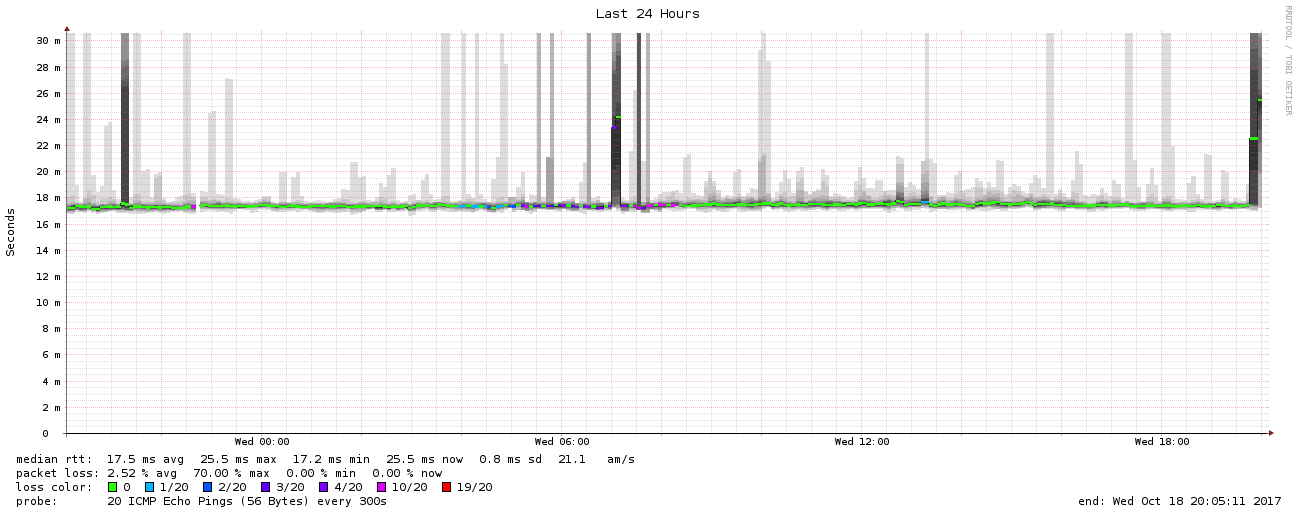 Last 24 Hours
RRDTOOL / TOBI OETIKER
Seconds
30 m
28 m
26 m
24 m
22 m
20 m
18 m
16 m
14 m
12 m
10 m
8 m
6 m
4 m
2 m
0
Wed 00:00 Wed 06:00 Wed 12:00 Wed 18:00
median rtt: 17.5 ms avg 25.5 ms max 17.2 ms min 25.5 ms now 0.8 ms sd 21.1 am/s
packet loss: 2.52 % avg 70.00 % max 0.00 % min 0.00 % now
loss color: 0 1/20 2/20 3/20 4/20 10/20 19/20
probe: 20 ICMP Echo Pings (56 Bytes) every 300s end: Wed Oct 18 20:05:11 2017